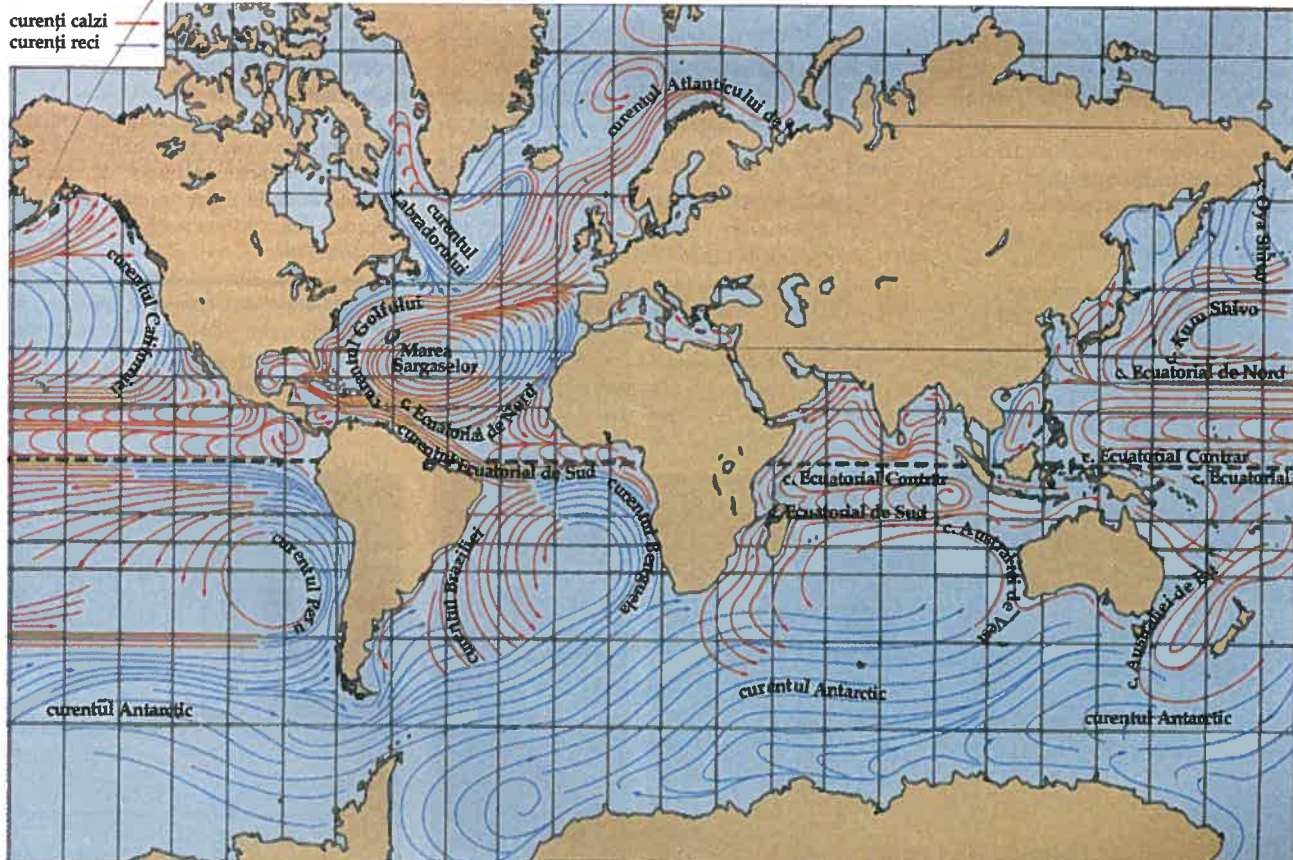 curenți calzi
curenți reci
curentul Atlanticului de
curentul
Labradorului
c. Oya Shivo
curentul Californiei
curentul Golfului
Marea
Sargaselor
c. Kuro Shivo
c. Ecuatorial de Nord
c. Ecuatorial de Nord
curentul Ecuatorial de Sud
c. Ecuatorial Contrar
c. Ecuatorial Contrar
c. Ecuatorial
c. Ecuatorial de Sud
curentul Peru
curentul Braziliei
curentul Benguela
c. Australiei de Vest
c. Australiei de Est
curentul Antarctic
curentul Antarctic
curentul Antarctic